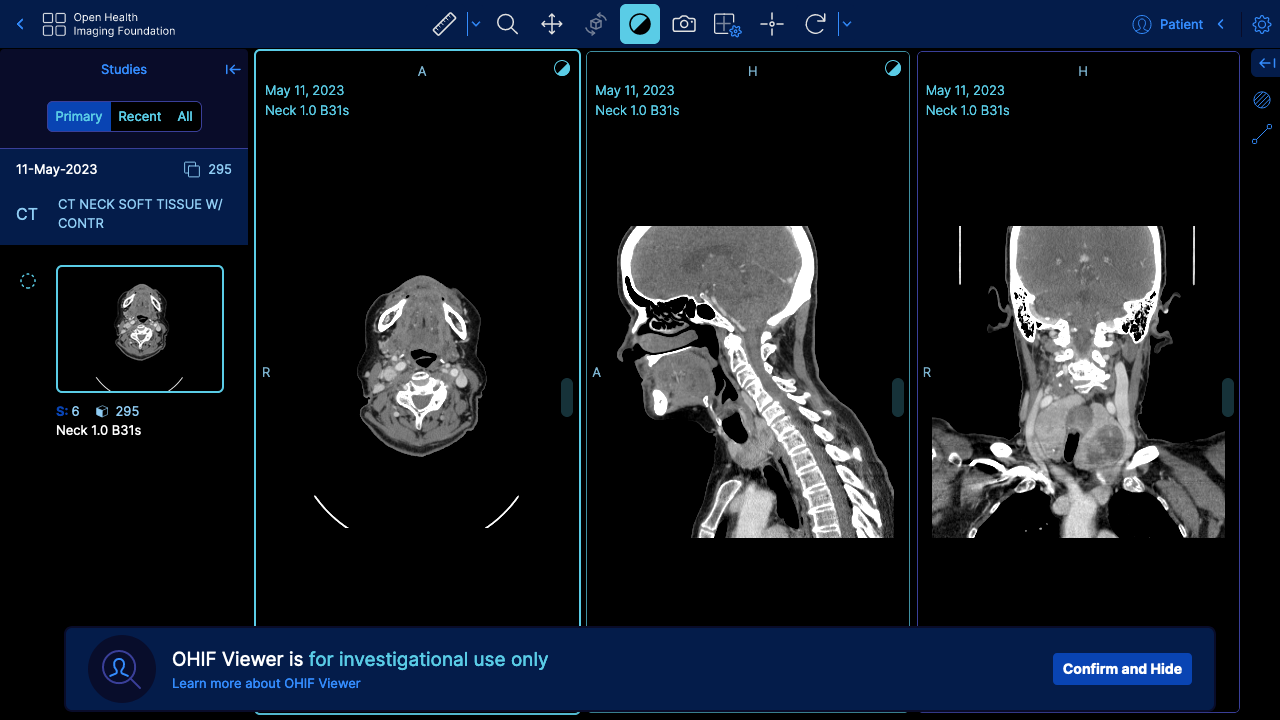 Open Health
Imaging Foundation
Patient
Studies
Primary
Recent
All
11-May-2023
295
CT
CT NECK SOFT TISSUE W/
CONTR
S: 6
295
Neck 1.0 B31s
A
May 11, 2023
Neck 1.0 B31s
R
H
May 11, 2023
Neck 1.0 B31s
A
H
May 11, 2023
Neck 1.0 B31s
R
OHIF Viewer is for investigational use only
Learn more about OHIF Viewer
Confirm and Hide